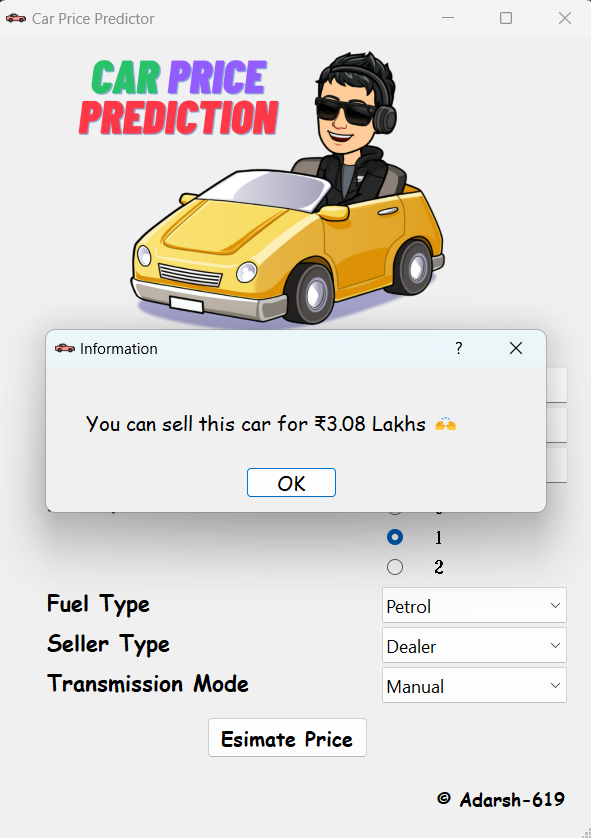 Car Price Predictor
CAR PRICE
PREDICTION
Information
?
You can sell this car for ₹3.08 Lakhs 🙌
OK
1
2
Fuel Type
Petrol
Seller Type
Dealer
Transmission Mode
Manual
Esimate Price
© Adarsh-619